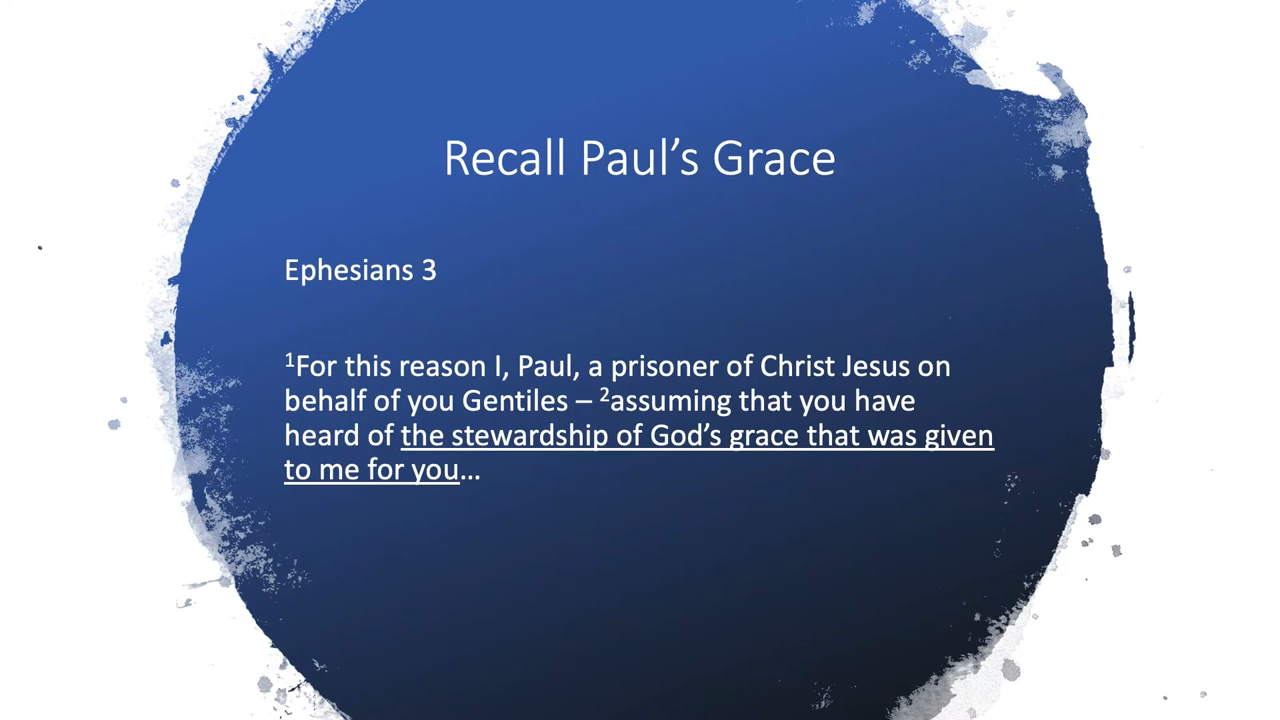 Recall Paul’s Grace
Ephesians 3
¹For this reason I, Paul, a prisoner of Christ Jesus on
behalf of you Gentiles – ²assuming that you have
heard of the stewardship of God’s grace that was given
to me for you…